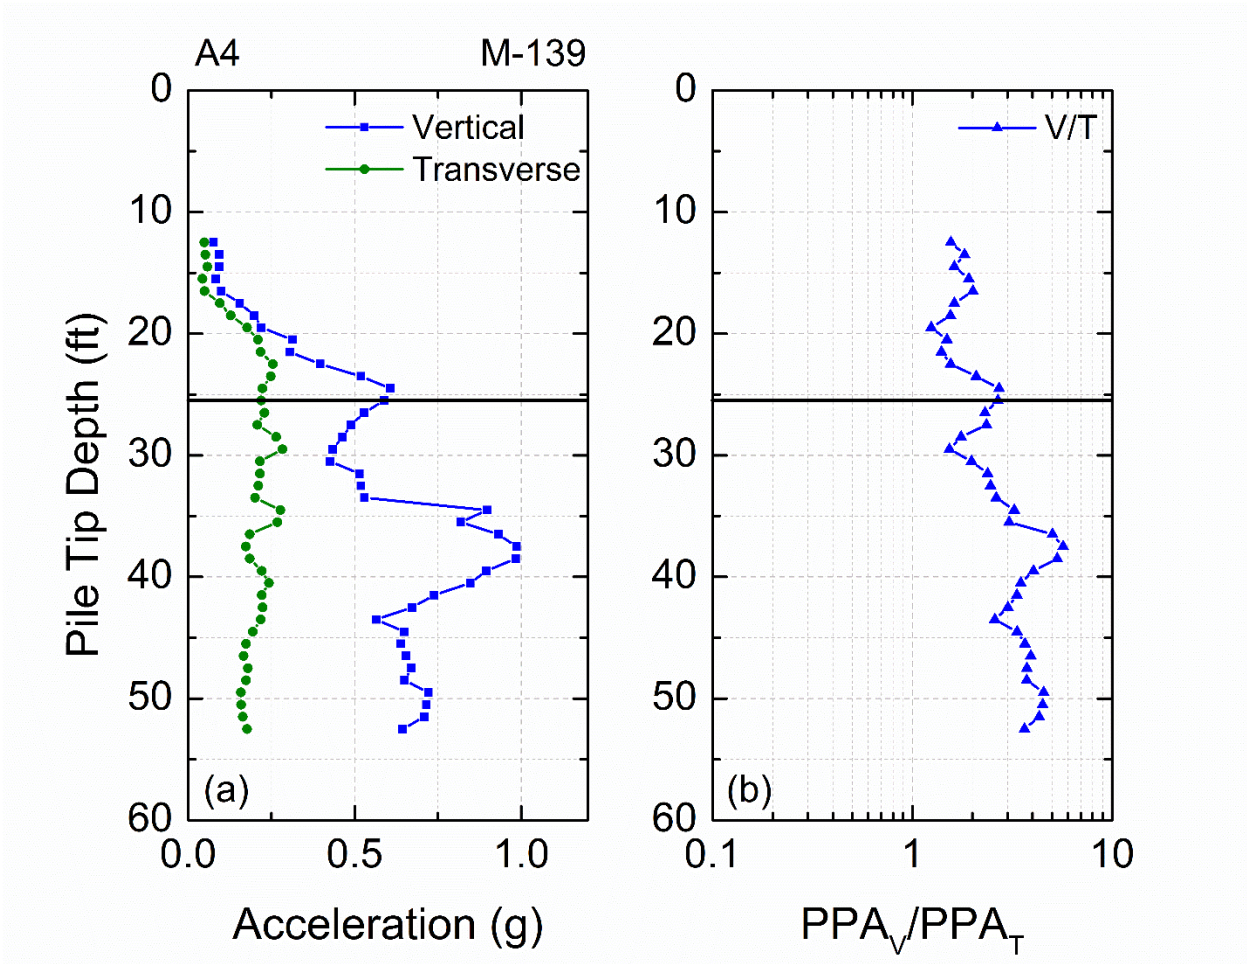 A4 M-139
Vertical
Transverse
V/T
0
10
20
30
40
50
60
0
10
20
30
40
50
60
Pile Tip Depth (ft)
(a)
(b)
0.0 0.5 1.0
0.1 1 10
Acceleration (g)
PPAV/PPAT